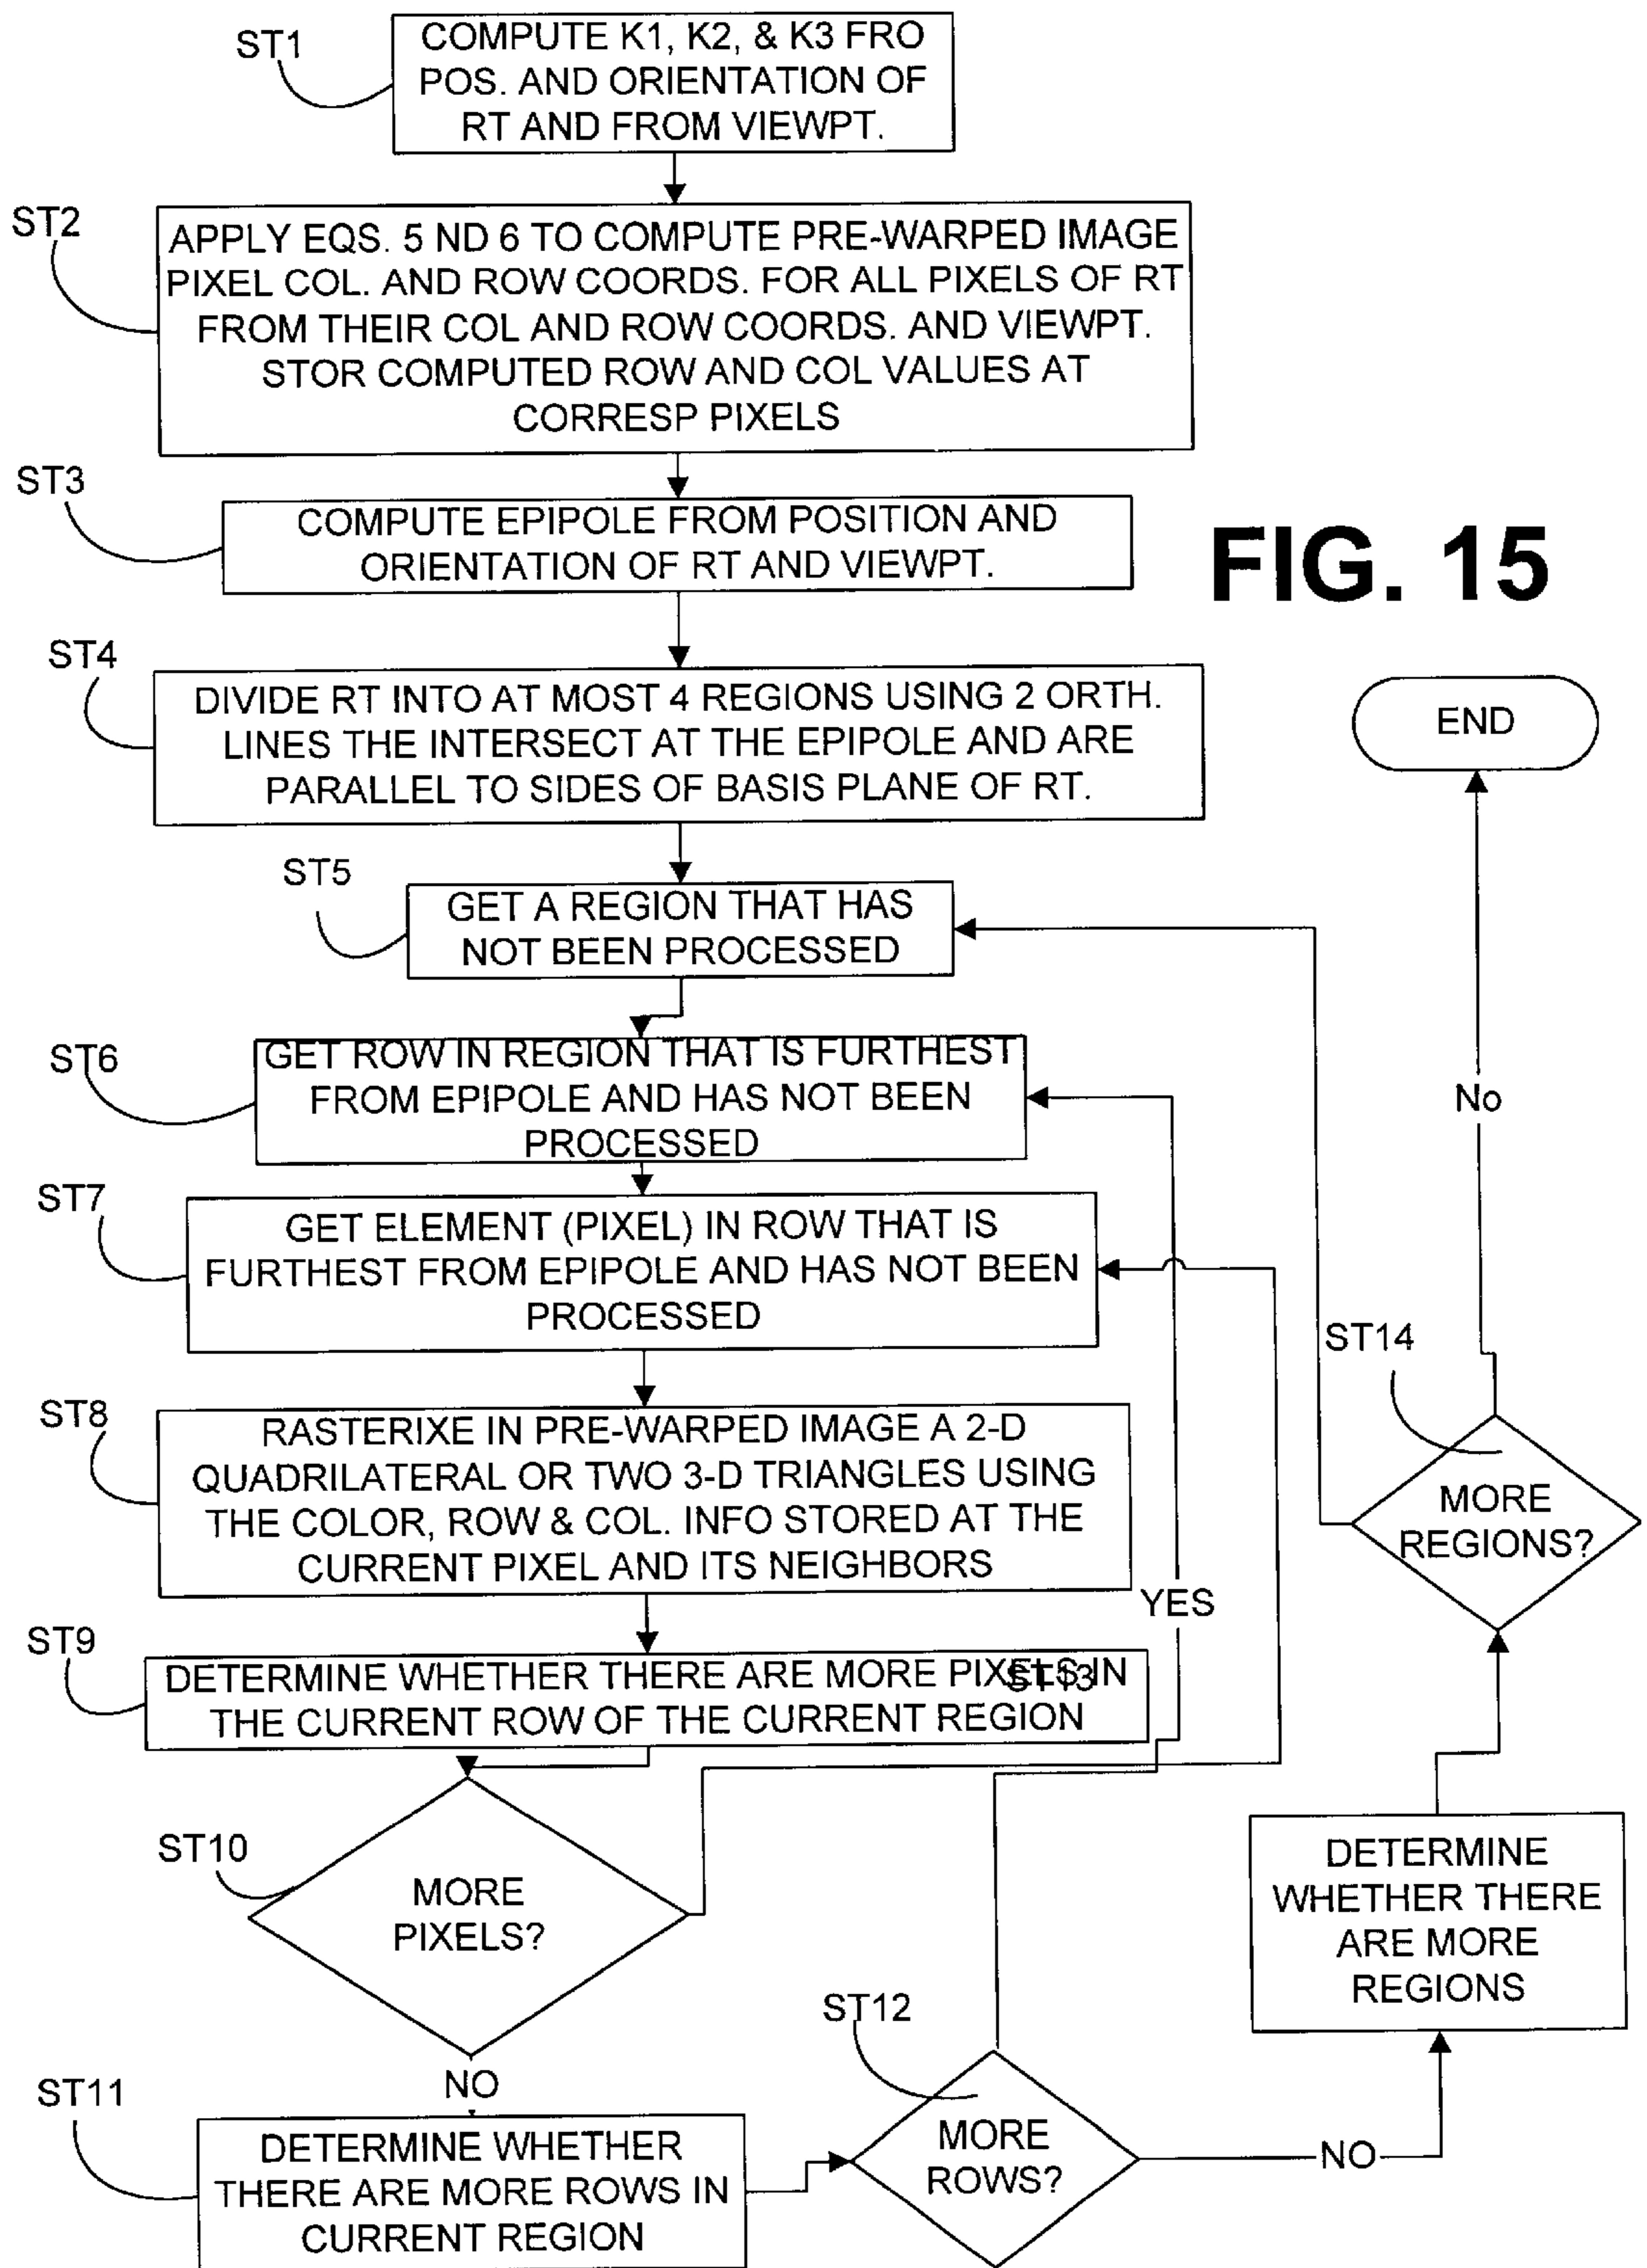 ST1
COMPUTE K1, K2, & K3 FRO
POS. AND ORIENTATION OF
RT AND FROM VIEWPT.
ST2
APPLY EQS. 5 ND 6 TO COMPUTE PRE-WARPED IMAGE
PIXEL COL. AND ROW COORDS. FOR ALL PIXELS OF RT
FROM THEIR COL AND ROW COORDS. AND VIEWPT.
STOR COMPUTED ROW AND COL VALUES AT
CORRESP PIXELS
ST3
COMPUTE EPIPOLE FROM POSITION AND
ORIENTATION OF RT AND VIEWPT.
FIG. 15
ST4
DIVIDE RT INTO AT MOST 4 REGIONS USING 2 ORTH.
LINES THE INTERSECT AT THE EPIPOLE AND ARE
PARALLEL TO SIDES OF BASIS PLANE OF RT.
END
ST5
GET A REGION THAT HAS
NOT BEEN PROCESSED
ST6
GET ROW IN REGION THAT IS FURTHEST
FROM EPIPOLE AND HAS NOT BEEN
PROCESSED
No
ST7
GET ELEMENT (PIXEL) IN ROW THAT IS
FURTHEST FROM EPIPOLE AND HAS NOT BEEN
PROCESSED
ST14
MORE
REGIONS?
ST8
RASTERIXE IN PRE-WARPED IMAGE A 2-D
QUADRILATERAL OR TWO 3-D TRIANGLES USING
THE COLOR, ROW & COL. INFO STORED AT THE
CURRENT PIXEL AND ITS NEIGHBORS
YES
ST9
DETERMINE WHETHER THERE ARE MORE PIXELS IN
THE CURRENT ROW OF THE CURRENT REGION
ST13
ST10
MORE
PIXELS?
DETERMINE
WHETHER THERE
ARE MORE
REGIONS
NO
ST11
DETERMINE WHETHER
THERE ARE MORE ROWS IN
CURRENT REGION
ST12
MORE
ROWS?
NO